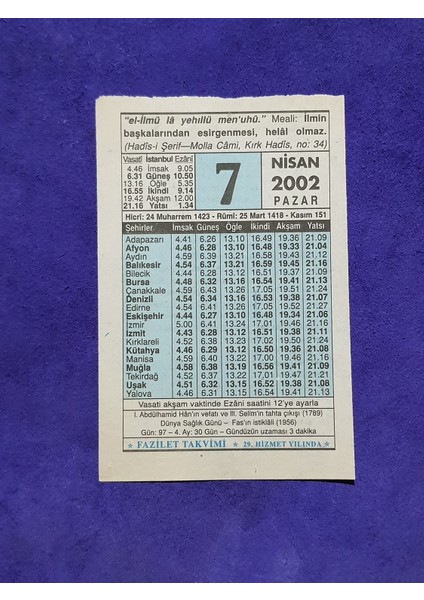 "el-İlmü lâ yehıllü men'uhû." Meali: İlmin
başkalarından esirgenmesi, helâl olmaz.
(Hadîs-i Şerif—Molla Câmi, Kırk Hadîs, no: 34)
Vasatî İstanbul Ezânî
4.46 İmsak 9.05
6.31 Güneş 10.50
13.16 Öğle 5.35
16.55 İkindi 9.14
19.42 Akşam 12.00
21.16 Yatsı 1.34
7
NİSAN
2002
PAZAR
Hicrî: 24 Muharrem 1423 - Rûmî: 25 Mart 1418 - Kasım 151
Şehirler İmsak Güneş Öğle İkindi Akşam Yatsı
Adapazarı 4.41 6.26 13.10 16.49 19.36 21.09
Afyon 4.46 6.28 13.10 16.48 19.33 21.04
Aydın 4.59 6.39 13.21 16.58 19.43 21.12
Balıkesir 4.54 6.37 13.21 16.59 19.45 21.16
Bilecik 4.44 6.28 13.12 16.51 19.37 21.09
Bursa 4.48 6.32 13.16 16.54 19.41 21.13
Çanakkale 4.59 6.43 13.26 17.05 19.51 21.24
Denizli 4.54 6.34 13.16 16.53 19.38 21.07
Edirne 4.54 6.41 13.26 17.05 19.52 21.27
Eskişehir 4.44 6.27 13.10 16.48 19.34 21.06
İzmir 5.00 6.41 13.24 17.01 19.46 21.16
İzmit 4.43 6.28 13.12 16.51 19.38 21.11
Kırklareli 4.52 6.38 13.23 17.02 19.50 21.24
Kütahya 4.46 6.29 13.12 16.50 19.36 21.08
Manisa 4.59 6.40 13.22 17.00 19.46 21.16
Muğla 4.58 6.38 13.19 16.56 19.41 21.09
Tekirdağ 4.52 6.37 13.22 17.01 19.47 21.21
Uşak 4.51 6.32 13.15 16.52 19.38 21.08
Yalova 4.46 6.31 13.15 16.54 19.41 21.13
Vasati akşam vaktinde Ezâni saatini 12'ye ayarla
I. Abdülhamid Hân'ın vefatı ve III. Selîm'in tahta çıkışı (1789)
Dünya Sağlık Günü – Fas'ın istiklâli (1956)
Gün: 97 – 4. Ay: 30 Gün – Gündüzün uzaması 3 dakika
★ FAZİLET TAKVİMİ ★ 29. HİZMET YILINDA ★